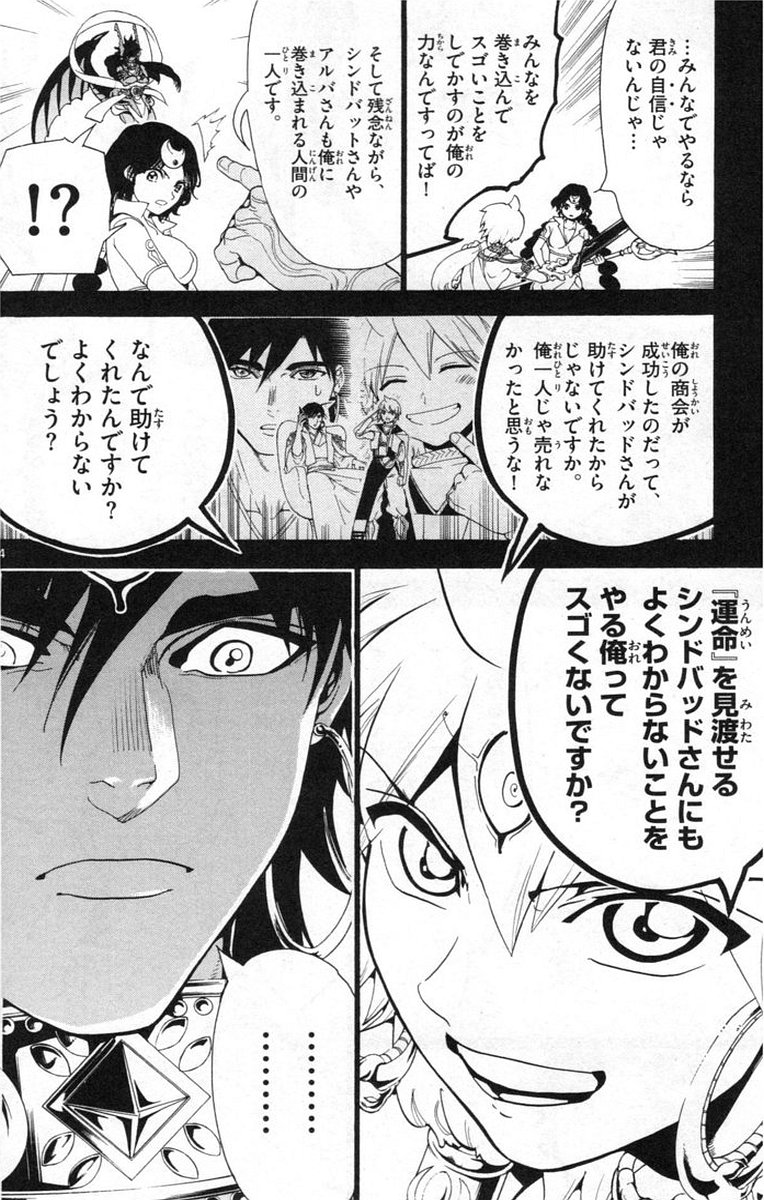 …みんなでやるなら
君の自信じゃ
ないんじゃ…
みんなを
巻き込んで
スゴいことを
しでかすのが俺の
力なんですってば！
そして残念ながら、
シンドバットさんや
アルバさんも俺に
巻き込まれる人間の
一人です。
!?
俺の商会が
成功したのだって、
シンドバッドさんが
助けてくれたから
じゃないですか。
俺一人じゃ売れな
かったと思うな！
なんで助けて
くれたんですか？
よくわからない
でしょう？
『運命』を見渡せる
シンドバッドさんにも
よくわからないことを
やる俺って
スゴくないですか？
………
………